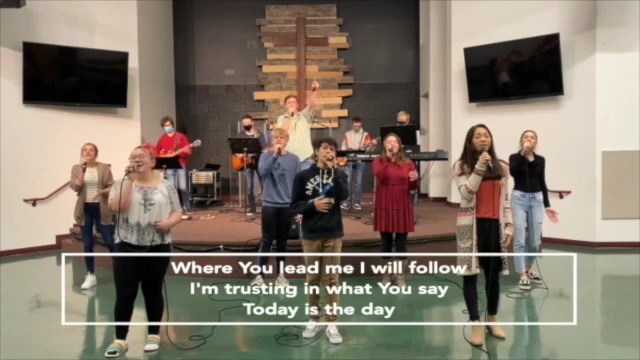 Where You lead me I will follow
I'm trusting in what You say
Today is the day